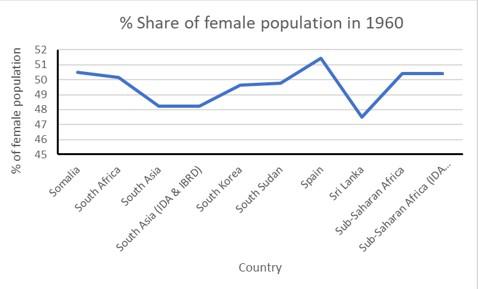 % Share of female population in 1960
% of female population
52
51
50
49
48
47
46
45
Somalia
South Africa
South Asia
South Asia (IDA & IBRD)
South Korea
South Sudan
Spain
Sri Lanka
Sub-Saharan Africa
Sub-Saharan Africa (IDA...
Country